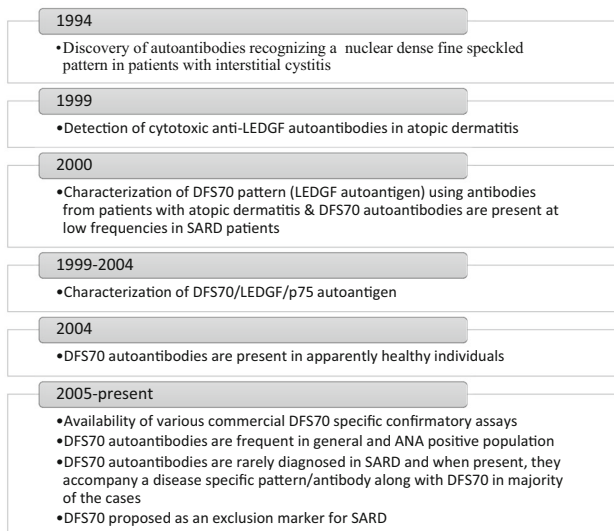 1994
•Discovery of autoantibodies recognizing a nuclear dense fine speckled
pattern in patients with interstitial cystitis
1999
•Detection of cytotoxic anti-LEDGF autoantibodies in atopic dermatitis
2000
•Characterization of DFS70 pattern (LEDGF autoantigen) using antibodies
from patients with atopic dermatitis & DFS70 autoantibodies are present at
low frequencies in SARD patients
1999-2004
•Characterization of DFS70/LEDGF/p75 autoantigen
2004
•DFS70 autoantibodies are present in apparently healthy individuals
2005-present
•Availability of various commercial DFS70 specific confirmatory assays
•DFS70 autoantibodies are frequent in general and ANA positive population
•DFS70 autoantibodies are rarely diagnosed in SARD and when present, they
accompany a disease specific pattern/antibody along with DFS70 in majority
of the cases
•DFS70 proposed as an exclusion marker for SARD